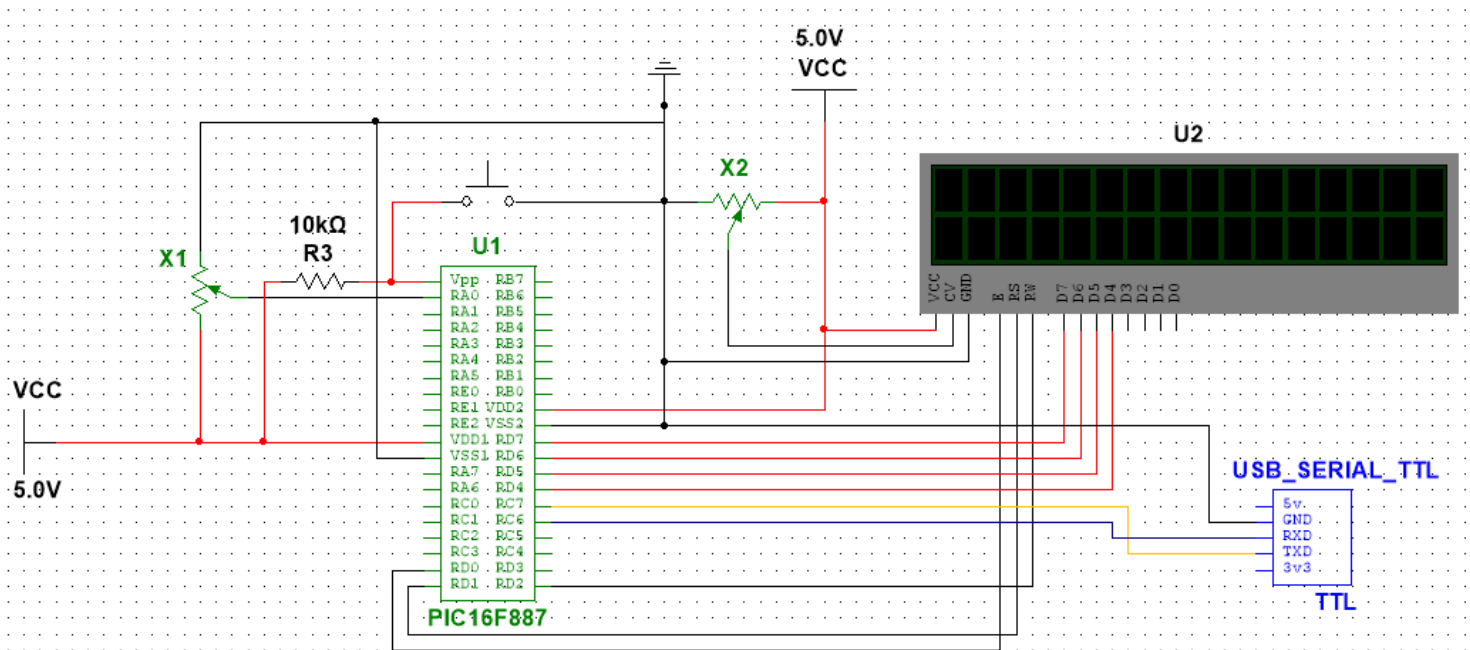 5.0V
VCC
U2
X2
10kΩ
R3
U1
X1
Vpp RB7
RA0 RB6
RA1 RB5
RA2 RB4
RA3 RB3
RA4 RB2
RA5 RB1
RE0 RB0
RE1 VDD2
RE2 VSS2
VDD1 RD7
VSS1 RD6
RA7 RD5
RA6 RD4
RC0 RC7
RC1 RC6
RC2 RC5
RC3 RC4
RD0 RD3
RD1 RD2
PIC16F887
VCC CV GND E RS RW D7 D6 D5 D4 D3 D2 D1 D0
VCC
5.0V
USB_SERIAL_TTL
5v
GND
RXD
TXD
3v3
TTL